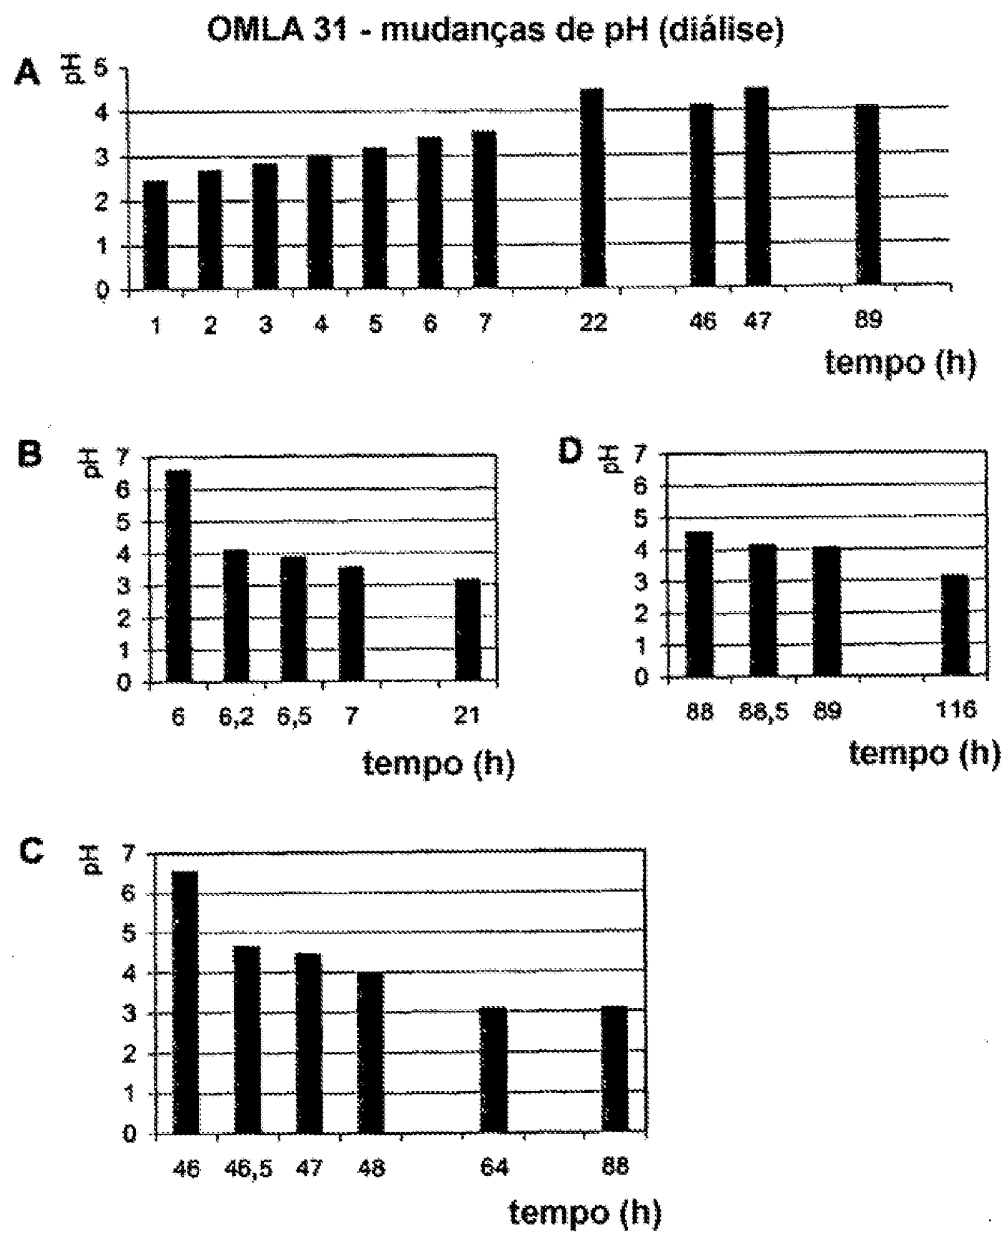 OMLA 31 - mudanças de pH (diálise)
A
pH
5
4
3
2
1
0
1 2 3 4 5 6 7 22 46 47 89
tempo (h)
B
pH
7
6
5
4
3
2
1
0
6 6,2 6,5 7 21
tempo (h)
D
pH
7
6
5
4
3
2
1
0
88 88,5 89 116
tempo (h)
C
pH
7
6
5
4
3
2
1
0
46 46,5 47 48 64 88
tempo (h)